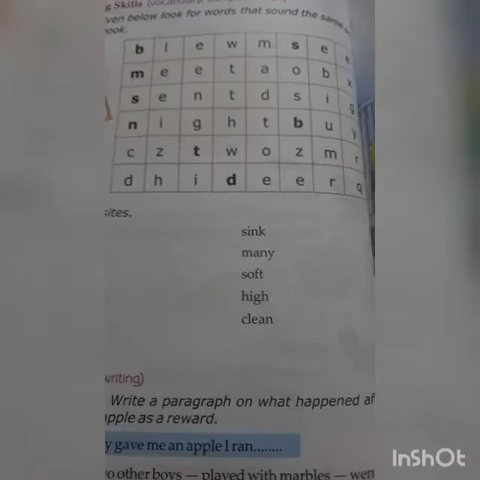 g Skills (vocabulary,
ven below look for words that sound the same
ook.
b l e w m s e e
m e e t a o b x
s e n t d s i g
n i g h t b u y
c z t w o z m r
d h i d e e r q
sites.
sink
many
soft
high
clean
writing)
Write a paragraph on what happened af
pple as a reward.
y gave me an apple I ran........
o other boys — played with marbles — wen
InShOt